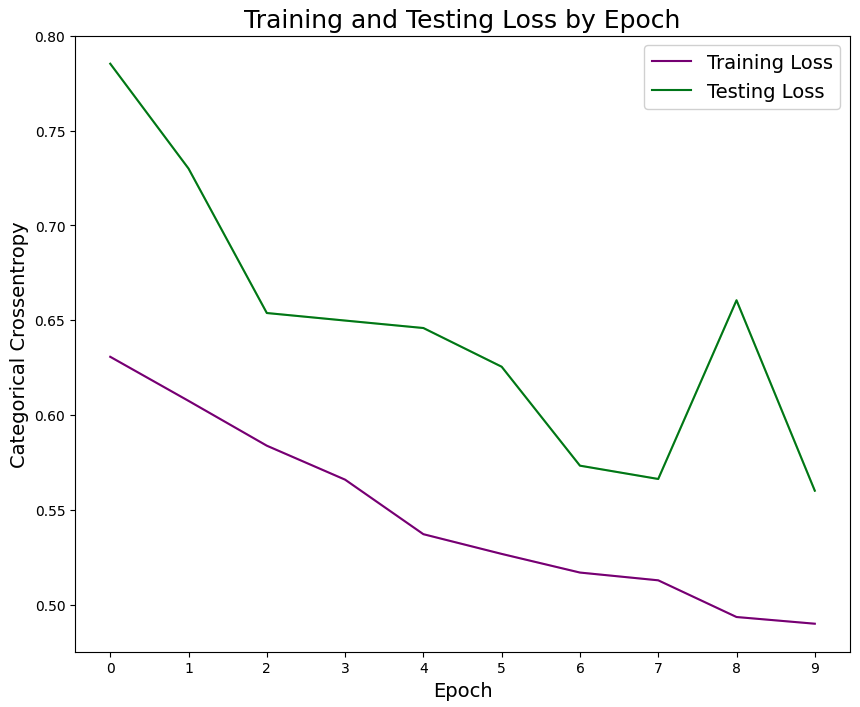 Training and Testing Loss by Epoch
Training Loss
Testing Loss
Categorical Crossentropy
0.80
0.75
0.70
0.65
0.60
0.55
0.50
0 1 2 3 4 5 6 7 8 9
Epoch